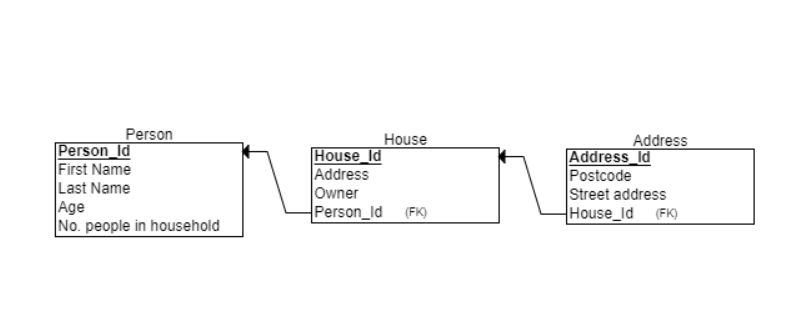 Person
Person_Id
First Name
Last Name
Age
No. people in household
House
House_Id
Address
Owner
Person_Id (FK)
Address
Address_Id
Postcode
Street address
House_Id (FK)